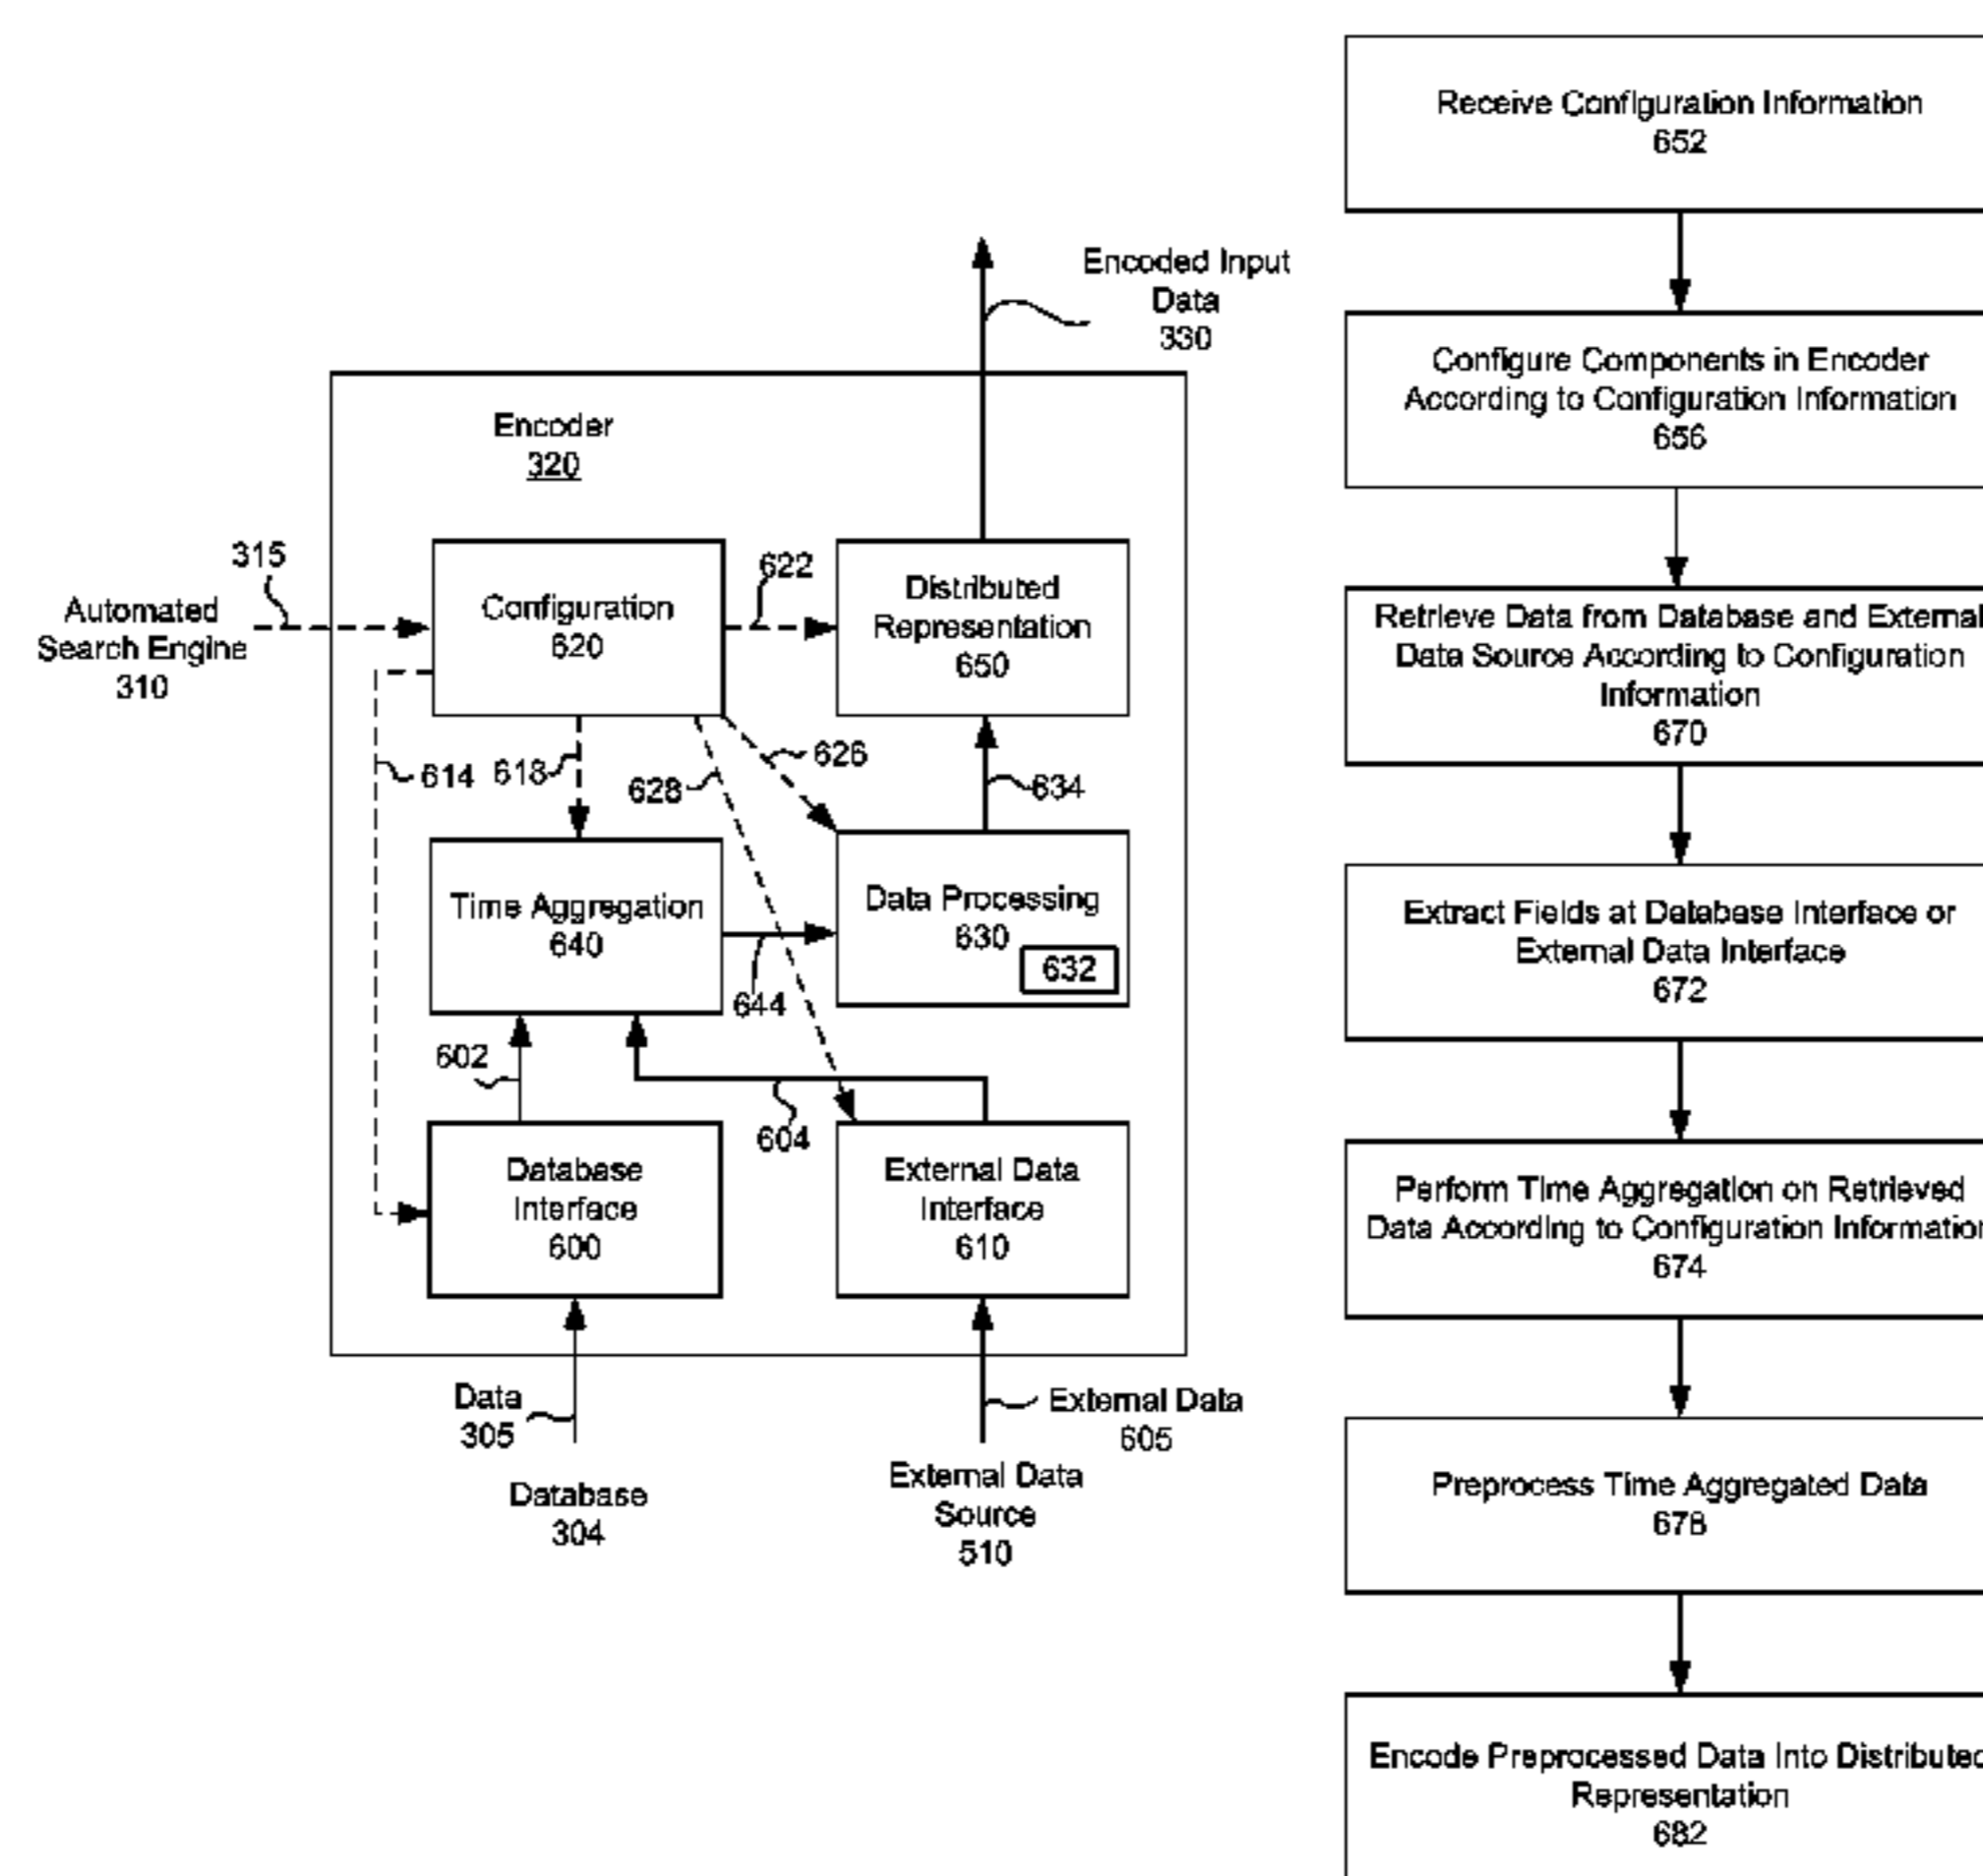 Encoded Input
Data
330
Encoder
320
315
Automated
Search Engine
310
Configuration
620
622
Distributed
Representation
650
614
618
628
626
634
Time Aggregation
640
644
Data Processing
630
632
602
604
Database
Interface
600
External Data
Interface
610
Data
305
External Data
605
Database
304
External Data
Source
510
Receive Configuration Information
652
Configure Components in Encoder
According to Configuration Information
656
Retrieve Data from Database and External
Data Source According to Configuration
Information
670
Extract Fields at Database Interface or
External Data Interface
672
Perform Time Aggregation on Retrieved
Data According to Configuration Information
674
Preprocess Time Aggregated Data
678
Encode Preprocessed Data Into Distributed
Representation
682